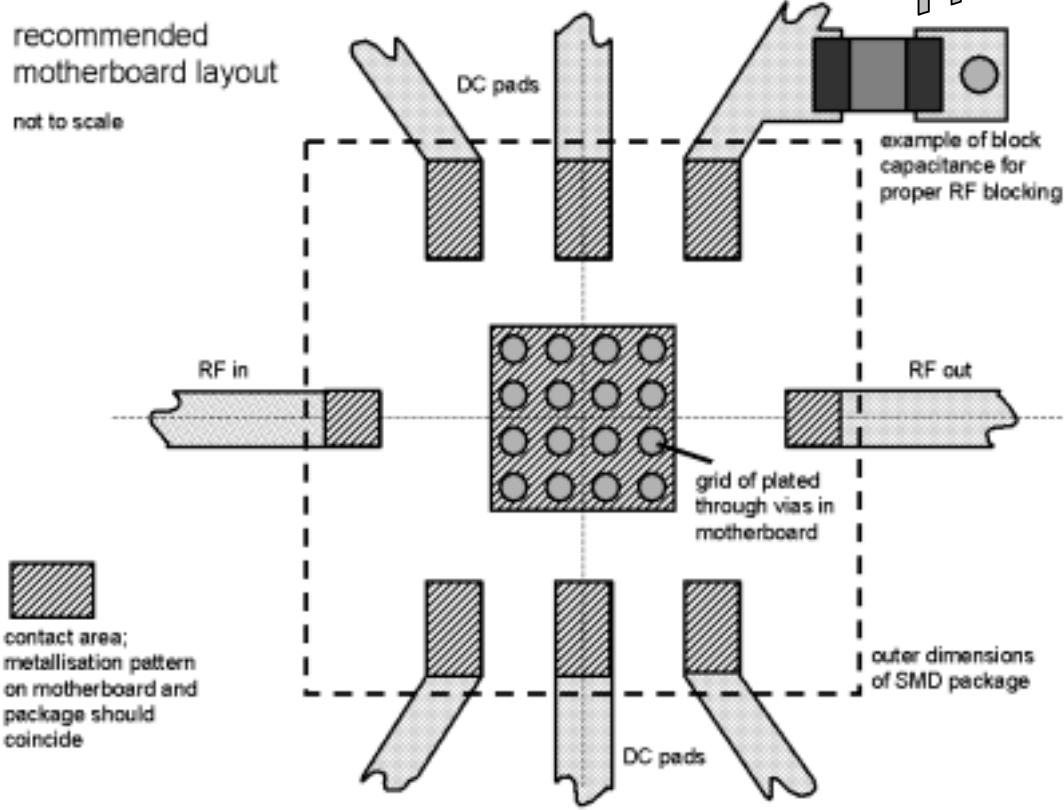 recommended
motherboard layout
not to scale
DC pads
example of block
capacitance for
proper RF blocking
RF in
RF out
grid of plated
through vias in
motherboard
contact area;
metallisation pattern
on motherboard and
package should
coincide
outer dimensions
of SMD package
DC pads